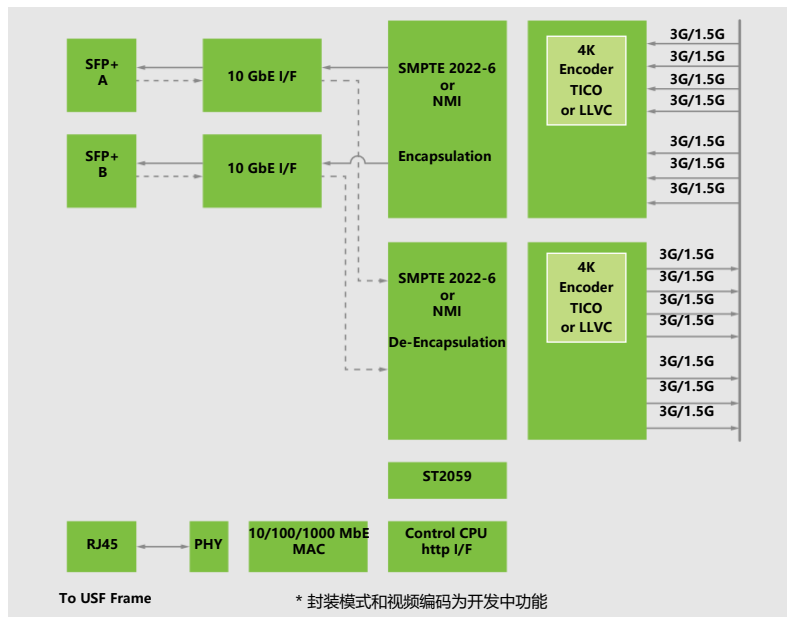 SFP+
A
10 GbE I/F
SMPTE 2022-6
or
NMI
Encapsulation
4K
Encoder
TICO
or LLVC
3G/1.5G
3G/1.5G
3G/1.5G
3G/1.5G
3G/1.5G
3G/1.5G
3G/1.5G
SFP+
B
10 GbE I/F
SMPTE 2022-6
or
NMI
De-Encapsulation
4K
Encoder
TICO
or LLVC
3G/1.5G
3G/1.5G
3G/1.5G
3G/1.5G
3G/1.5G
3G/1.5G
3G/1.5G
ST2059
RJ45
PHY
10/100/1000 MbE
MAC
Control CPU
http I/F
To USF Frame
* 封装模式和视频编码为开发中功能